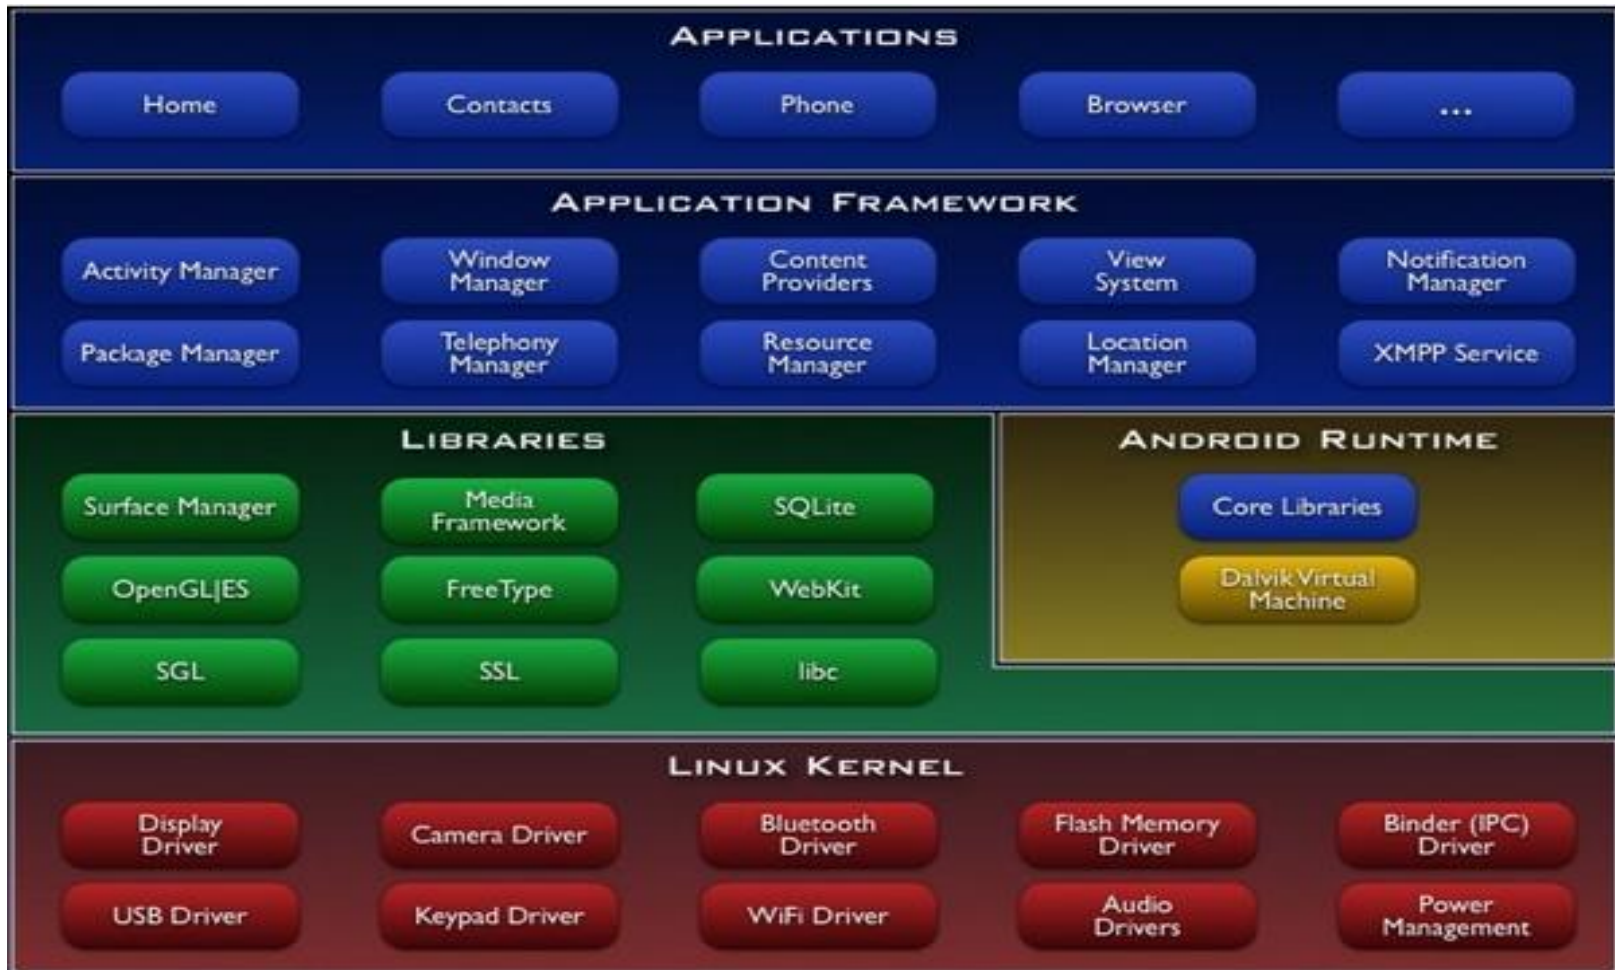 APPLICATIONS
Home
Contacts
Phone
Browser
...
APPLICATION FRAMEWORK
Activity Manager
Window
Manager
Content
Providers
View
System
Notification
Manager
Package Manager
Telephony
Manager
Resource
Manager
Location
Manager
XMPP Service
LIBRARIES
Surface Manager
Media
Framework
SQLite
OpenGL|ES
FreeType
WebKit
SGL
SSL
libc
ANDROID RUNTIME
Core Libraries
Dalvik Virtual
Machine
LINUX KERNEL
Display
Driver
Camera Driver
Bluetooth
Driver
Flash Memory
Driver
Binder (IPC)
Driver
USB Driver
Keypad Driver
WiFi Driver
Audio
Drivers
Power
Management